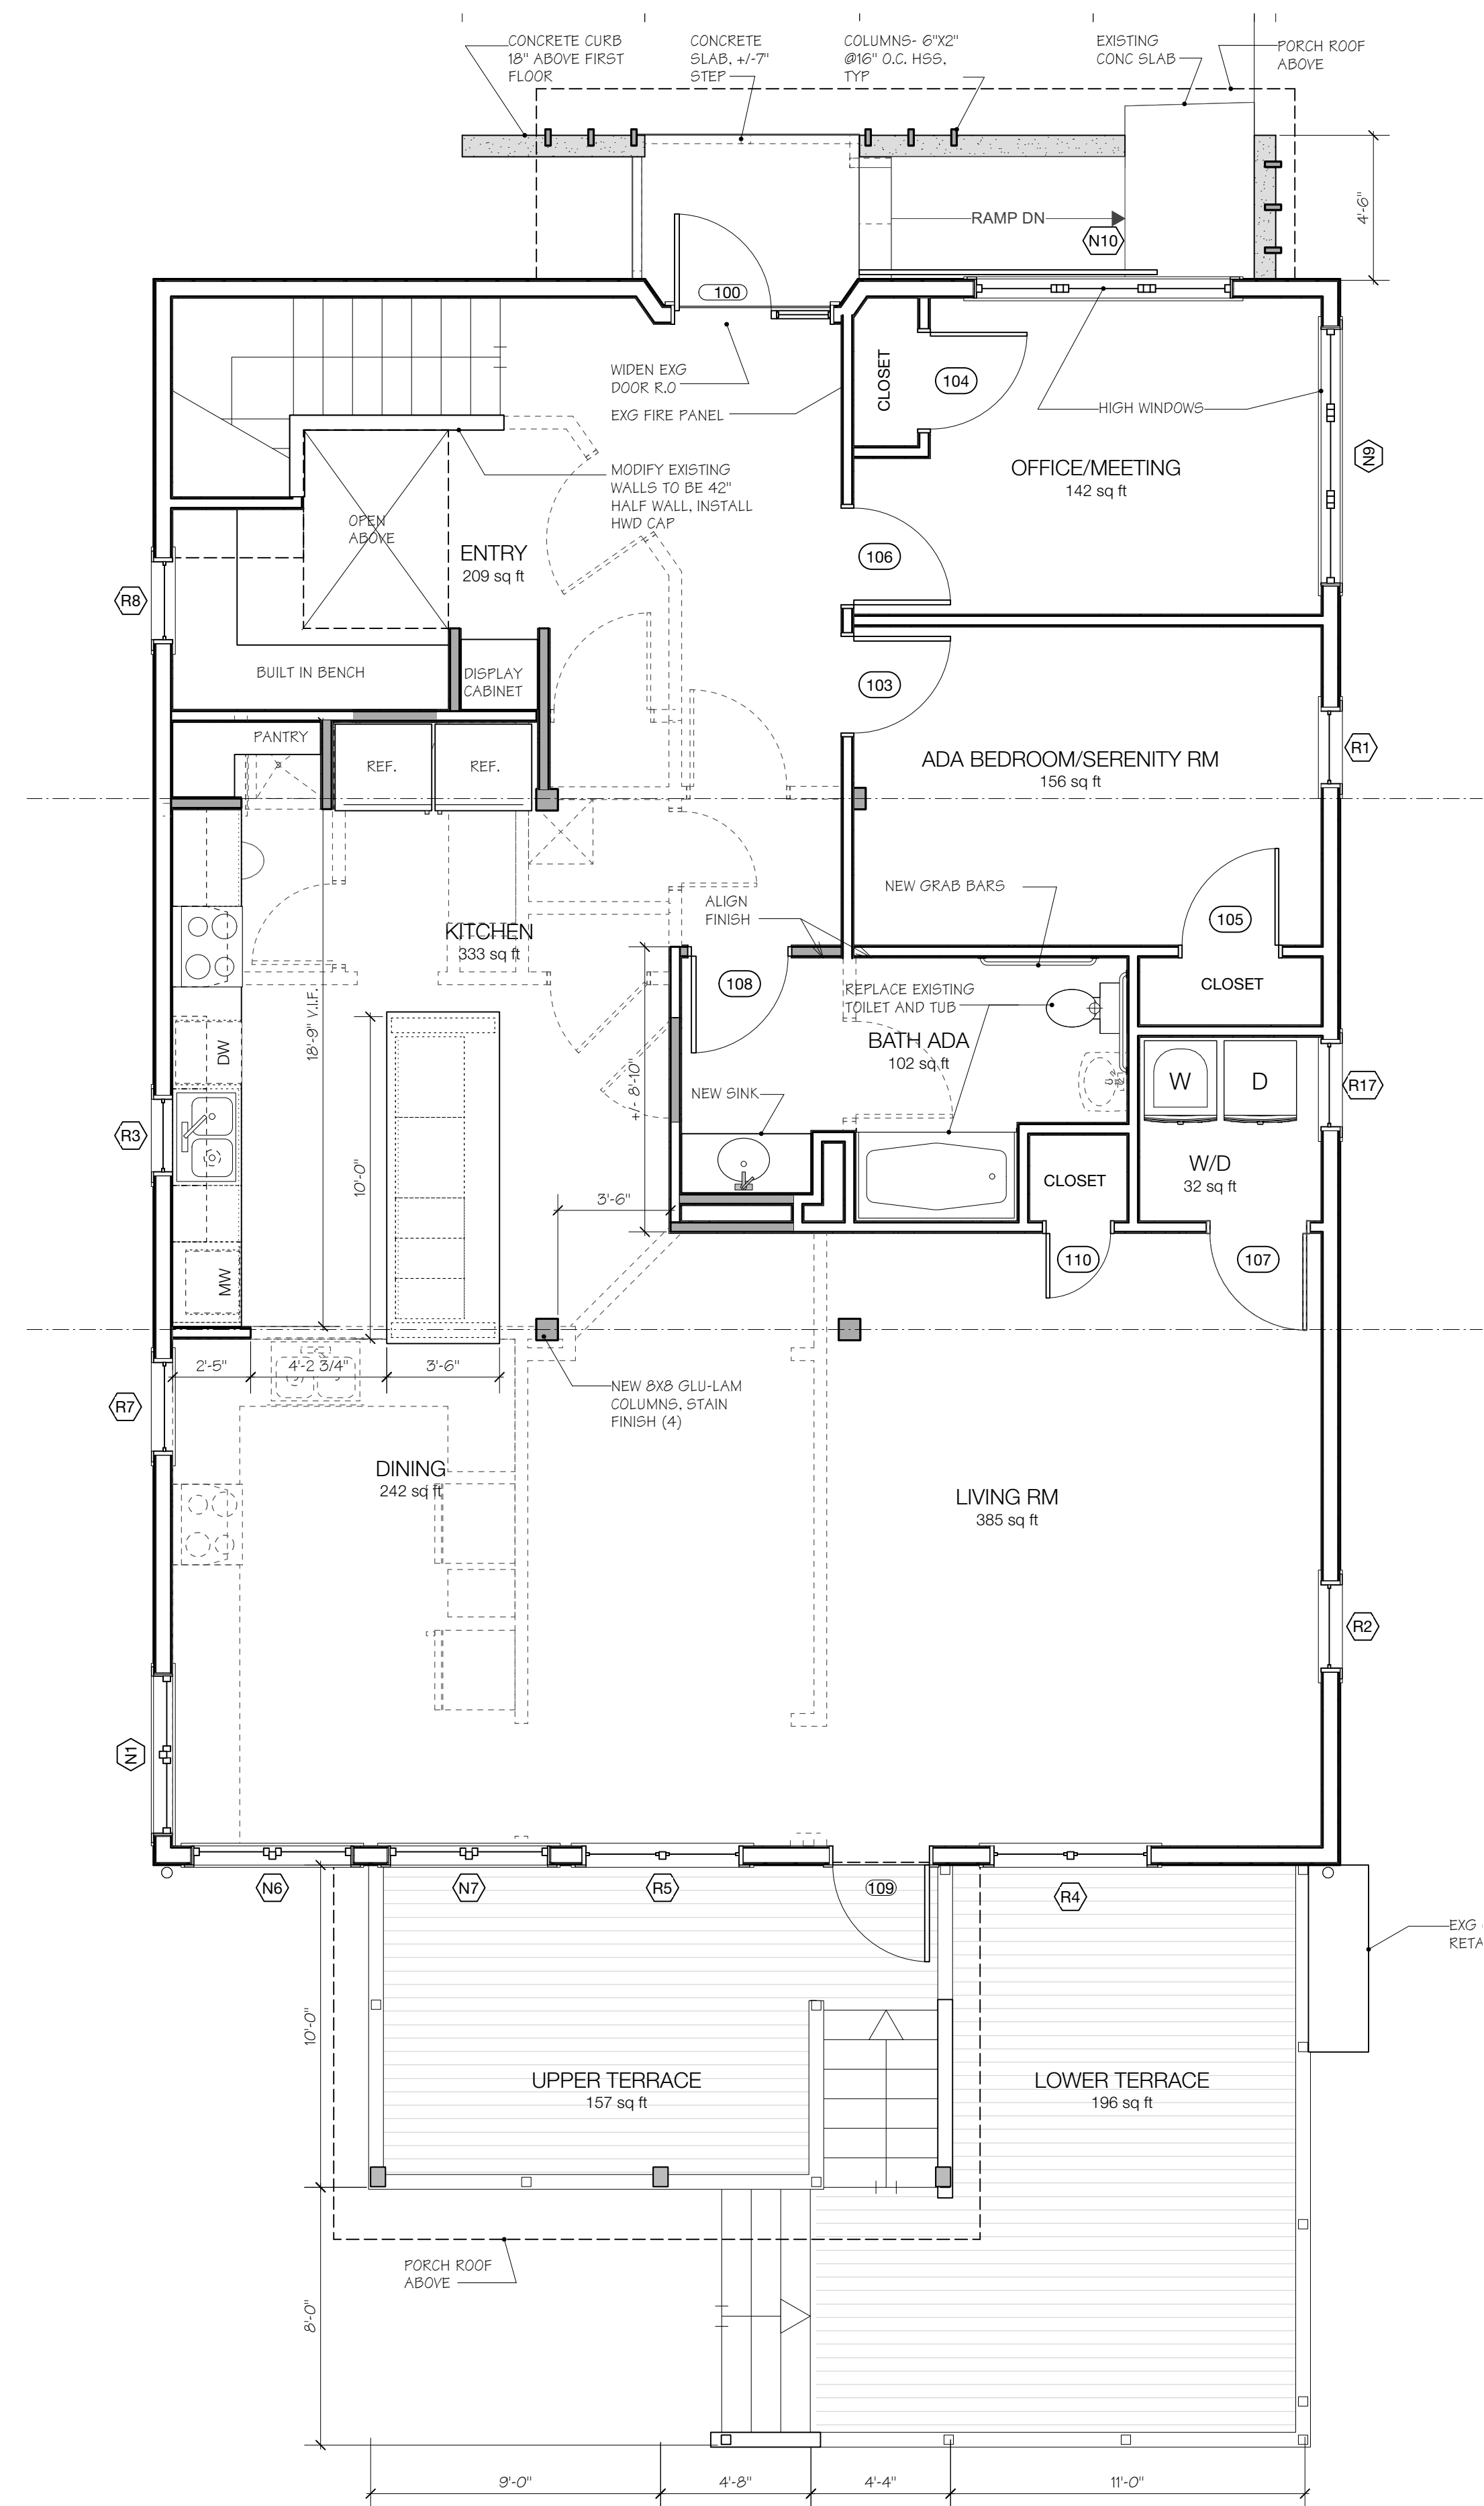 CONCRETE CURB
18" ABOVE FIRST
FLOOR
CONCRETE
SLAB, +/-7"
STEP
COLUMNS- 6"X2"
@16" O.C. HSS,
TYP
EXISTING
CONC SLAB
PORCH ROOF
ABOVE
4'-6"
RAMP DN
N10
100
WIDEN EXG
DOOR R.O
EXG FIRE PANEL
CLOSET
104
HIGH WINDOWS
N9
OFFICE/MEETING
142 sq ft
MODIFY EXISTING
WALLS TO BE 42"
HALF WALL, INSTALL
HWD CAP
OPEN
ABOVE
ENTRY
209 sq ft
106
R8
BUILT IN BENCH
DISPLAY
CABINET
103
PANTRY
REF.
REF.
R1
ADA BEDROOM/SERENITY RM
156 sq ft
NEW GRAB BARS
ALIGN
FINISH
105
KITCHEN
333 sq ft
108
CLOSET
REPLACE EXISTING
TOILET AND TUB
18'-9" V.I.F.
DW
BATH ADA
102 sq ft
+/- 8'-10"
NEW SINK
W
D
R17
R3
10'-0"
W/D
32 sq ft
CLOSET
3'-6"
MW
110
107
2'-5"
4'-2 3/4"
3'-6"
R7
NEW 8X8 GLU-LAM
COLUMNS, STAIN
FINISH (4)
DINING
242 sq ft
LIVING RM
385 sq ft
R2
N1
N6
N7
R5
109
R4
EXG
RETA
10'-0"
UPPER TERRACE
157 sq ft
LOWER TERRACE
196 sq ft
PORCH ROOF
ABOVE
8'-0"
9'-0"
4'-8"
4'-4"
11'-0"